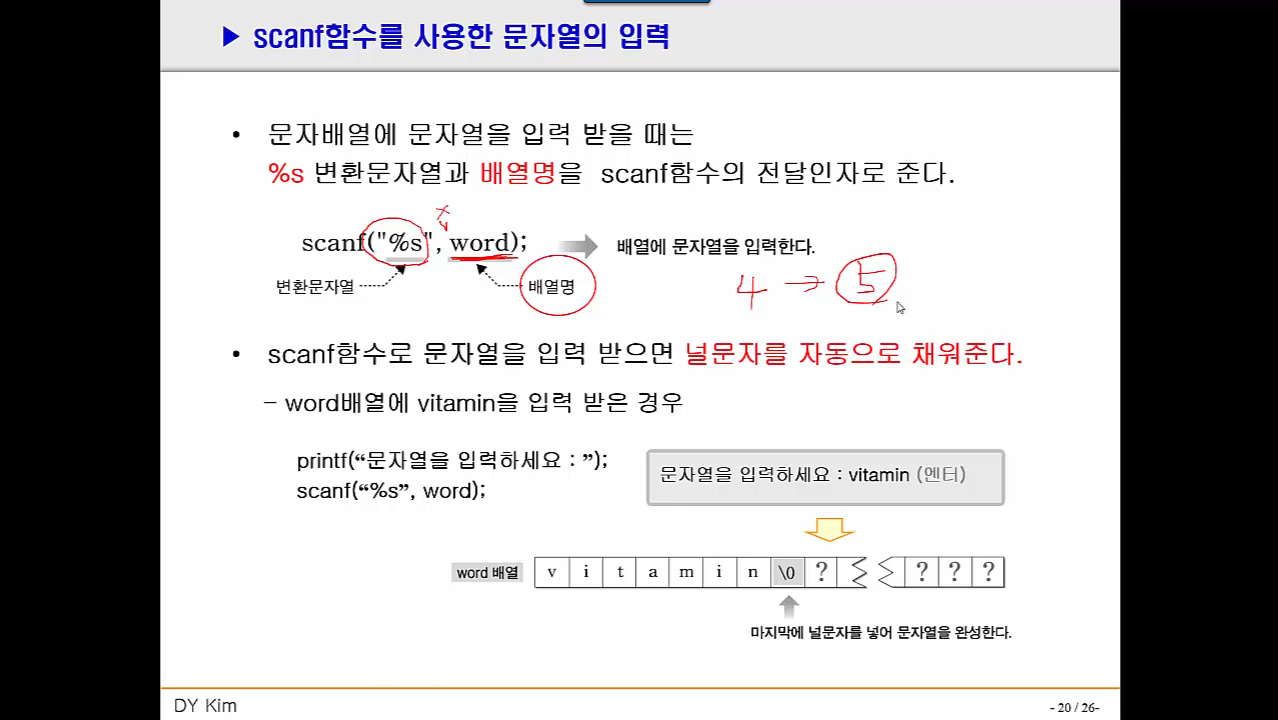 ▶ scanf함수를 사용한 문자열의 입력
• 문자배열에 문자열을 입력 받을 때는
%s 변환문자열과 배열명을 scanf함수의 전달인자로 준다.
scanf("%s", word);
배열에 문자열을 입력한다.
변환문자열
배열명
4 → 5
• scanf함수로 문자열을 입력 받으면 널문자를 자동으로 채워준다.
– word배열에 vitamin을 입력 받은 경우
printf(“문자열을 입력하세요 : ”);
scanf(“%s”, word);
문자열을 입력하세요 : vitamin (엔터)
word 배열 v i t a m i n \0 ? ? ? ?
마지막에 널문자를 넣어 문자열을 완성한다.
DY Kim
- 20 / 26-